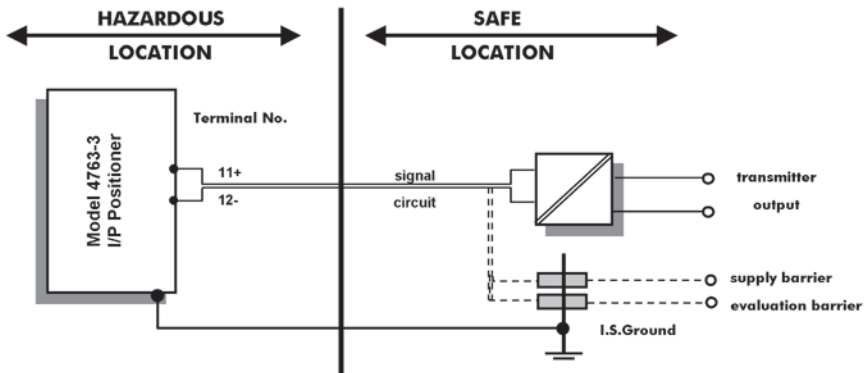 HAZARDOUS
LOCATION
SAFE
LOCATION
Model 4763-3
I/P Positioner
Terminal No.
11+
12-
signal
circuit
transmitter
output
supply barrier
evaluation barrier
I.S.Ground